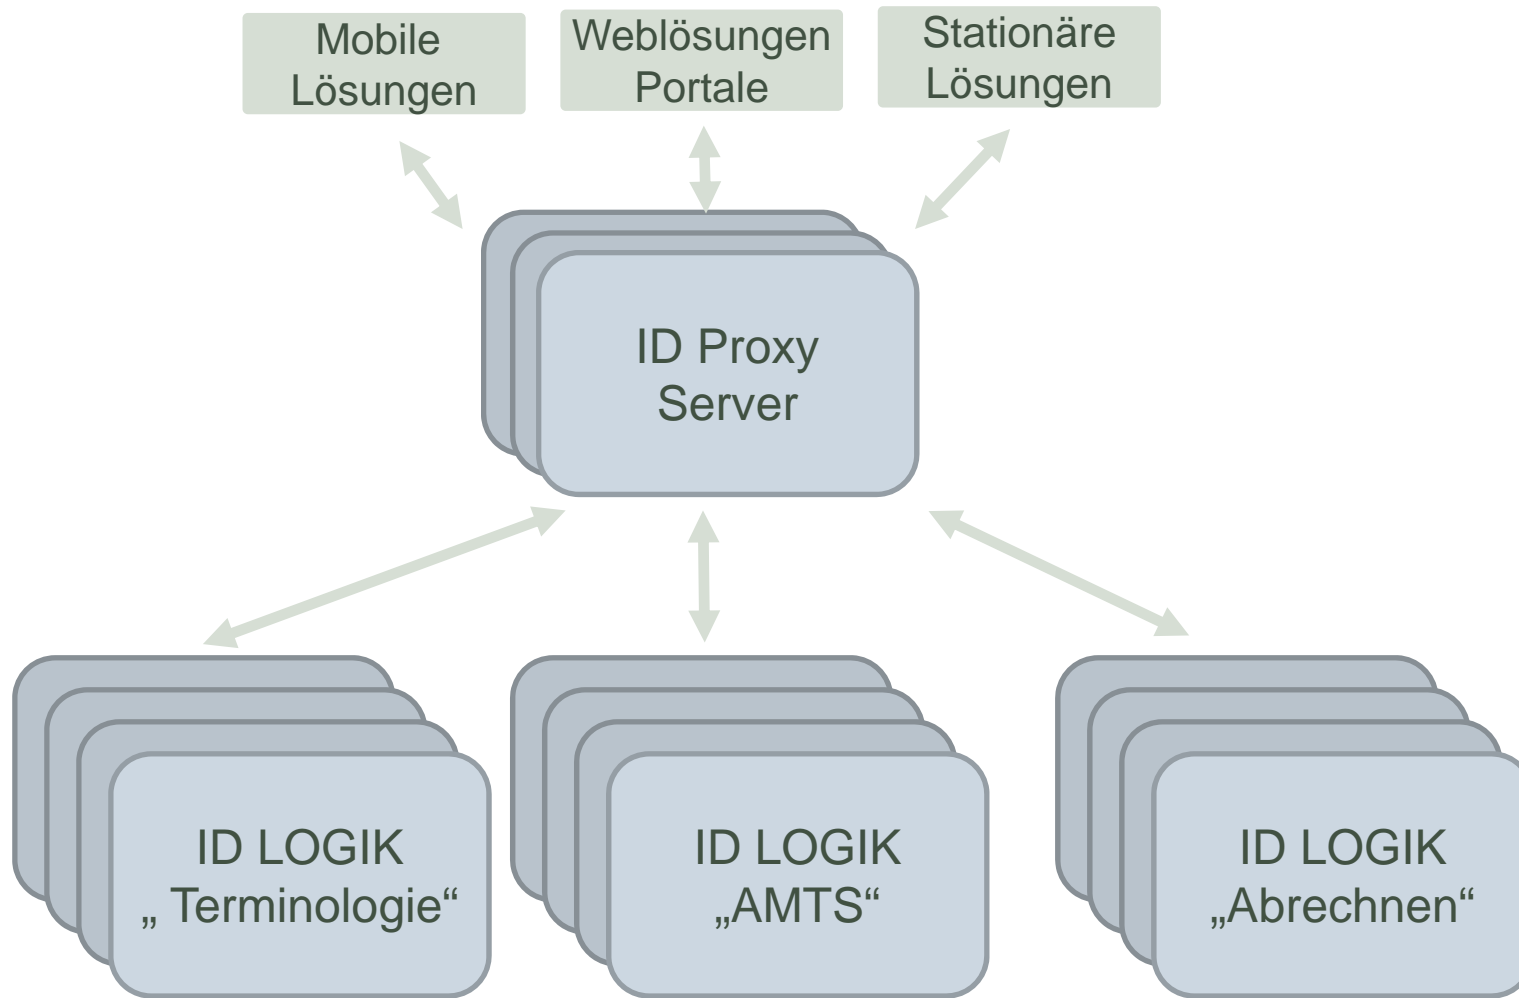 Mobile
Lösungen
Weblösungen
Portale
Stationäre
Lösungen
ID Proxy
Server
ID LOGIK
„ Terminologie“
ID LOGIK
„AMTS“
ID LOGIK
„Abrechnen“